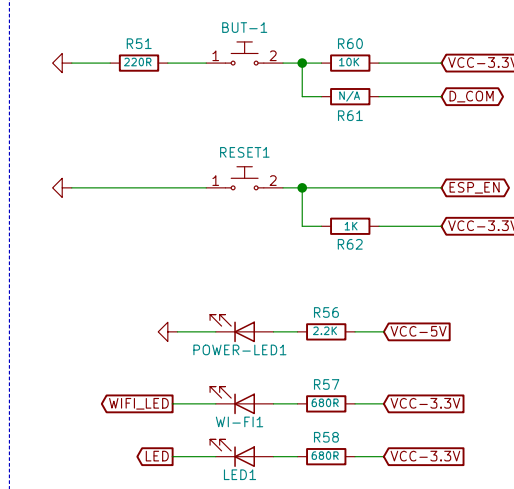 BUT-1
R51
R60
220R
1
2
10K
VCC-3.3V
N/A
D_COM
R61
RESET1
1
2
ESP_EN
1K
VCC-3.3V
R62
R56
2.2K
VCC-5V
POWER-LED1
R57
WIFI_LED
680R
VCC-3.3V
WI-FI1
R58
LED
680R
VCC-3.3V
LED1